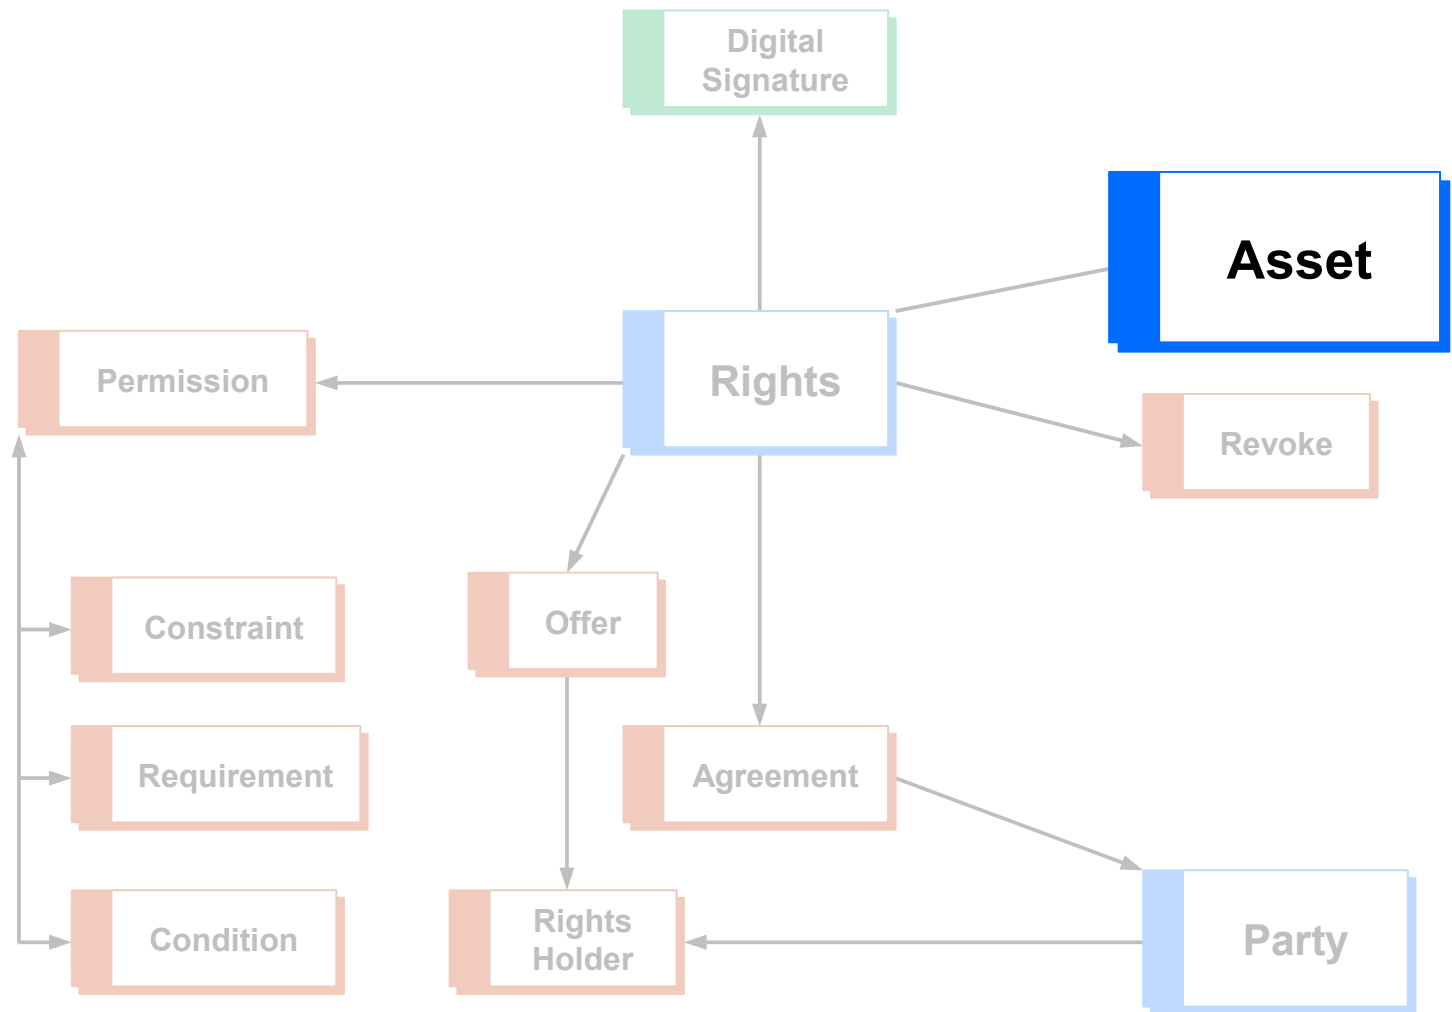 Digital
Signature
Asset
Permission
Rights
Revoke
Constraint
Offer
Requirement
Agreement
Condition
Rights
Holder
Party